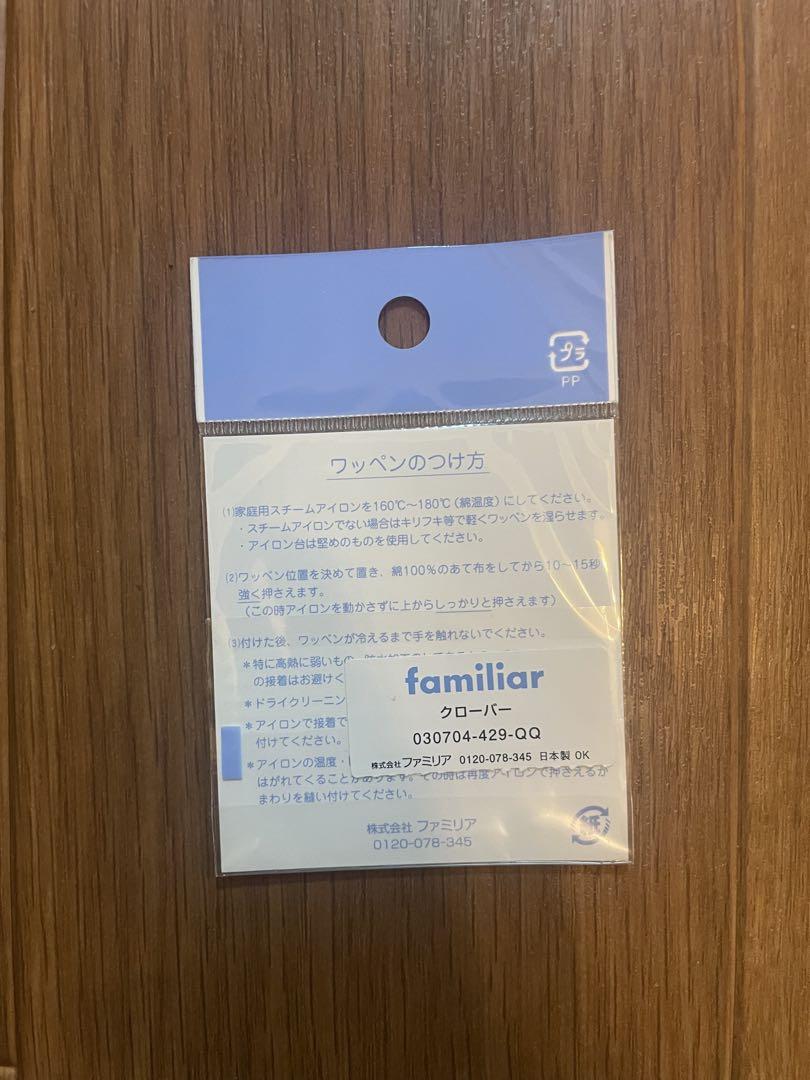 プラ
PP
ワッペンのつけ方
(1)家庭用スチームアイロンを160℃〜180℃(綿温度)にしてください。
・スチームアイロンでない場合はキリフキ等で軽くワッペンを湿らせます。
・アイロン台は堅めのものを使用してください。
(2)ワッペン位置を決めて置き、綿100%のあて布をしてから10〜15秒
強く押さえます。
(この時アイロンを動かさずに上からしっかりと押さえます)
(3)付けた後、ワッペンが冷えるまで手を触れないでください。
＊特に高熱に弱いもの
の接着はお避けく
＊ドライクリーニン
＊アイロンで接着で
付けてください。
＊アイロンの温度・
はがれてくることがあります。その時は再度アイロンで押さえるか
まわりを縫い付けてください。
familiar
クローバー
030704-429-QQ
株式会社ファミリア 0120-078-345 日本製 OK
株式会社 ファミリア
0120-078-345
紙